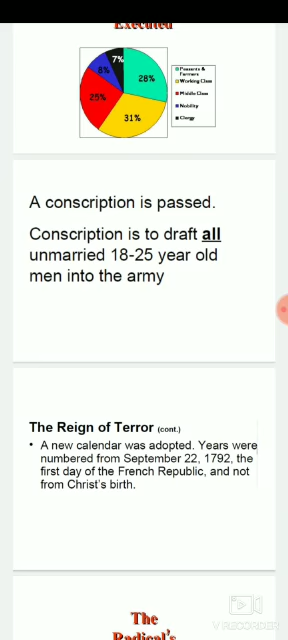 Executed
7%
8%
28%
25%
31%
Peasants &
Farmers
Working Class
Middle Class
Nobility
Clergy
A conscription is passed.
Conscription is to draft all
unmarried 18-25 year old
men into the army
The Reign of Terror (cont.)
• A new calendar was adopted. Years were
numbered from September 22, 1792, the
first day of the French Republic, and not
from Christ's birth.
The
Radical's
V RECORDER